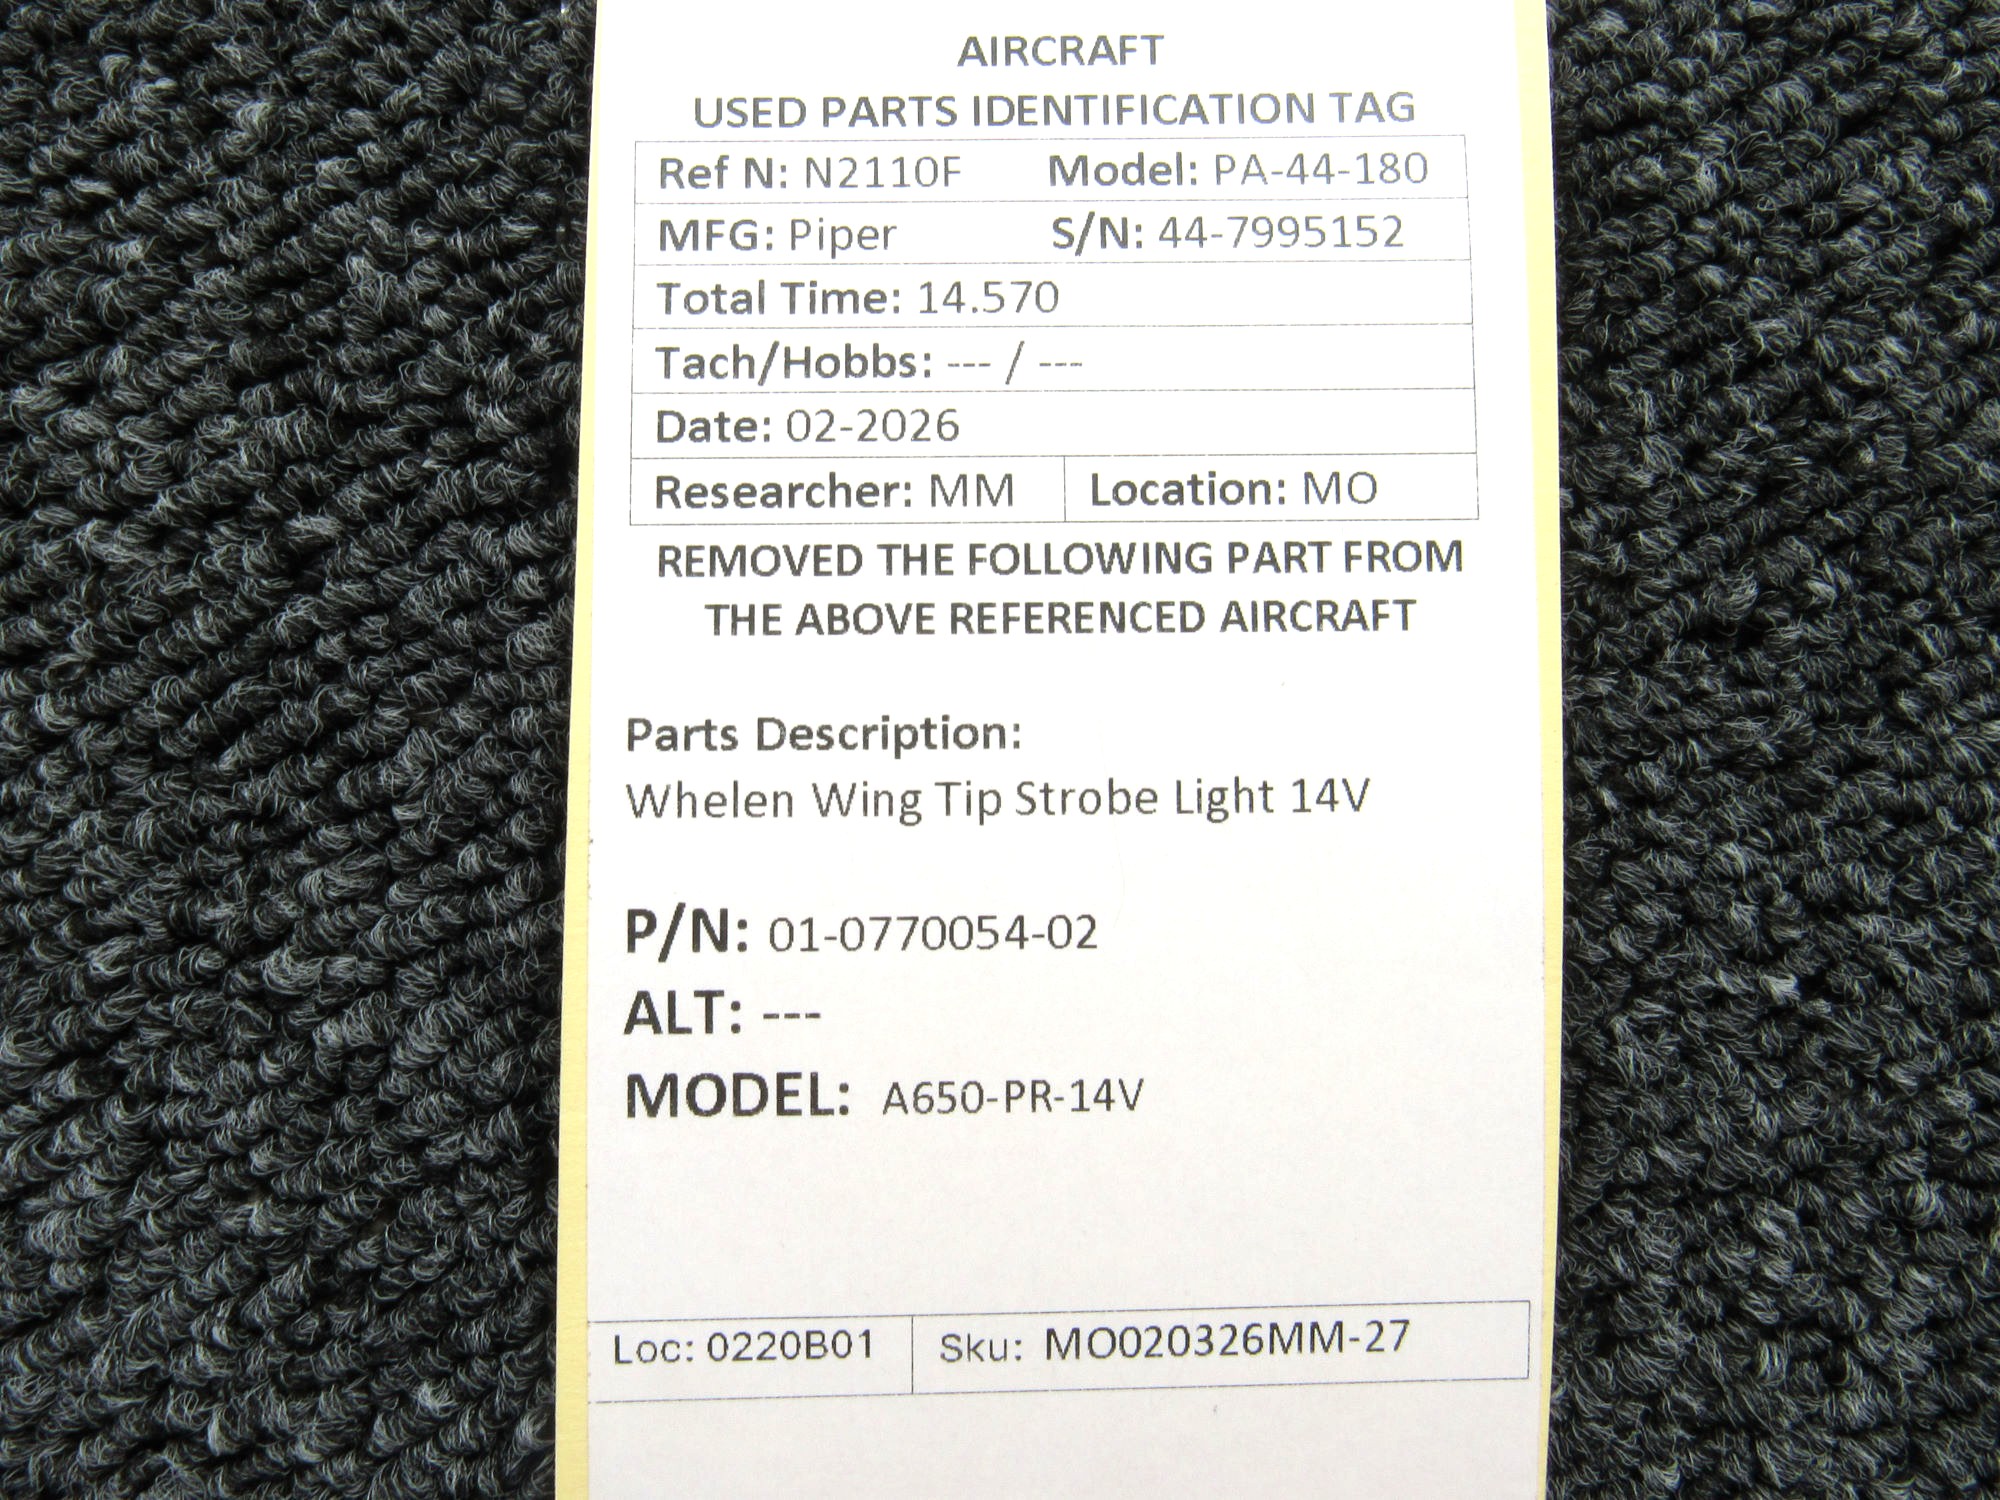 AIRCRAFT
USED PARTS IDENTIFICATION TAG
Ref N: N2110F Model: PA-44-180
MFG: Piper S/N: 44-7995152
Total Time: 14.570
Tach/Hobbs: --- / ---
Date: 02-2026
Researcher: MM Location: MO
REMOVED THE FOLLOWING PART FROM
THE ABOVE REFERENCED AIRCRAFT
Parts Description:
Whelen Wing Tip Strobe Light 14V
P/N: 01-0770054-02
ALT: ---
MODEL: A650-PR-14V
Loc: 0220B01 Sku: MO020326MM-27